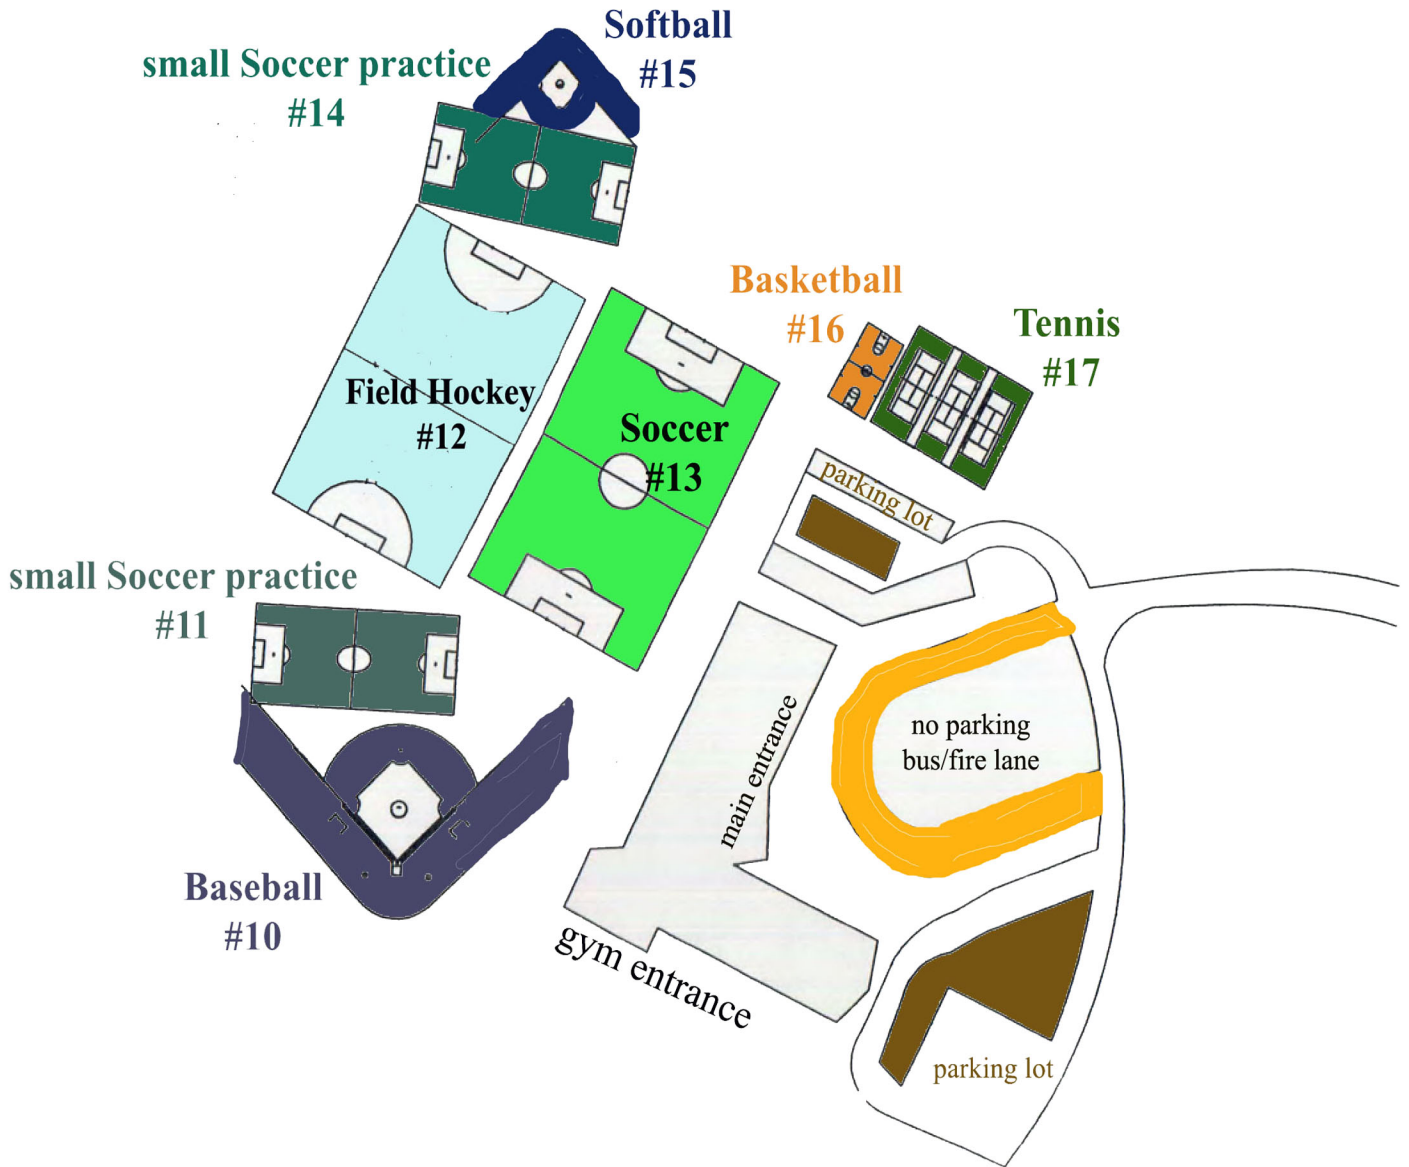 Softball
#15
small Soccer practice
#14
Basketball
#16
Tennis
#17
Field Hockey
#12
Soccer
#13
parking lot
small Soccer practice
#11
main entrance
no parking
bus/fire lane
Baseball
#10
gym entrance
parking lot